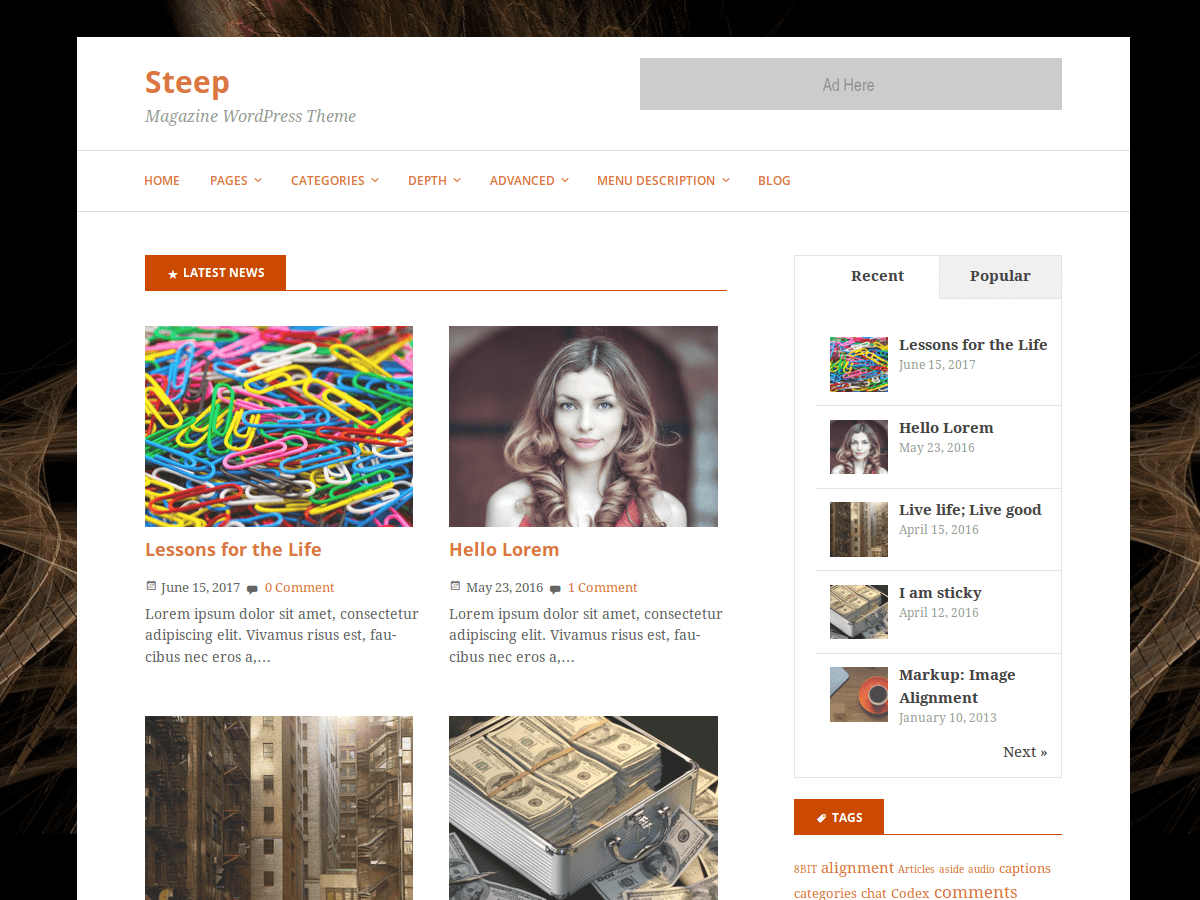 Steep
Magazine WordPress Theme
Ad Here
HOME PAGES CATEGORIES DEPTH ADVANCED MENU DESCRIPTION BLOG
LATEST NEWS
Lessons for the Life
June 15, 2017 0 Comment
Lorem ipsum dolor sit amet, consectetur
adipiscing elit. Vivamus risus est, fau-
cibus nec eros a,…
Hello Lorem
May 23, 2016 1 Comment
Lorem ipsum dolor sit amet, consectetur
adipiscing elit. Vivamus risus est, fau-
cibus nec eros a,…
Recent Popular
Lessons for the Life
June 15, 2017
Hello Lorem
May 23, 2016
Live life; Live good
April 15, 2016
I am sticky
April 12, 2016
Markup: Image
Alignment
January 10, 2013
Next »
TAGS
8BIT alignment Articles aside audio captions
categories chat Codex comments